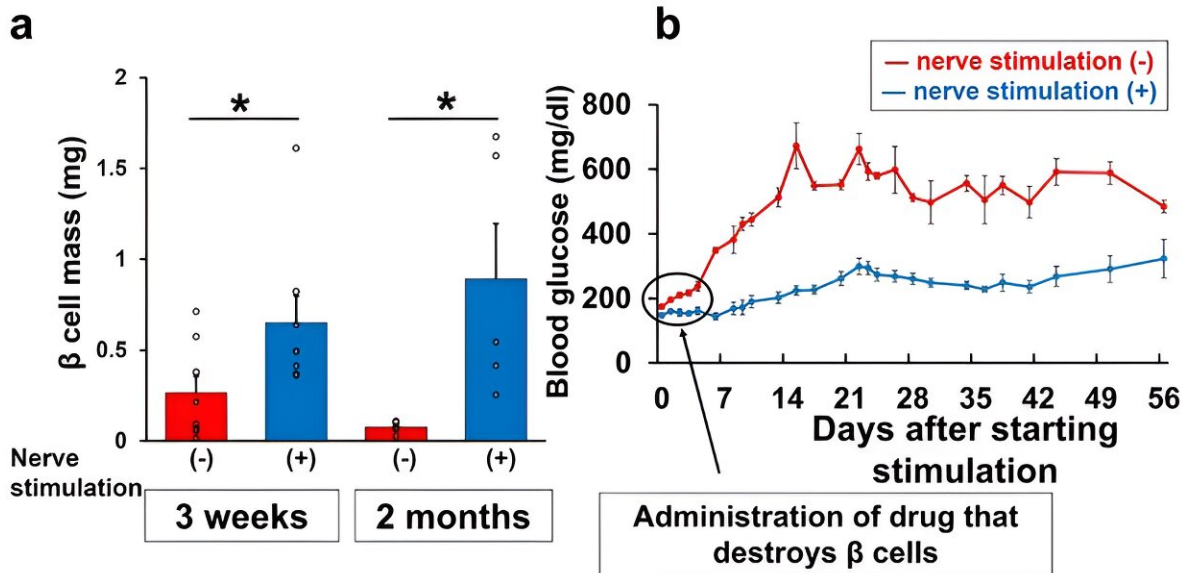 a
2
1.5
1
0.5
0
β cell mass (mg)
*
*
Nerve
stimulation
(-)
(+)
(-)
(+)
3 weeks
2 months
b
nerve stimulation (-)
nerve stimulation (+)
800
600
400
200
0
Blood glucose (mg/dl)
0 7 14 21 28 35 42 49 56
Days after starting
stimulation
Administration of drug that
destroys β cells